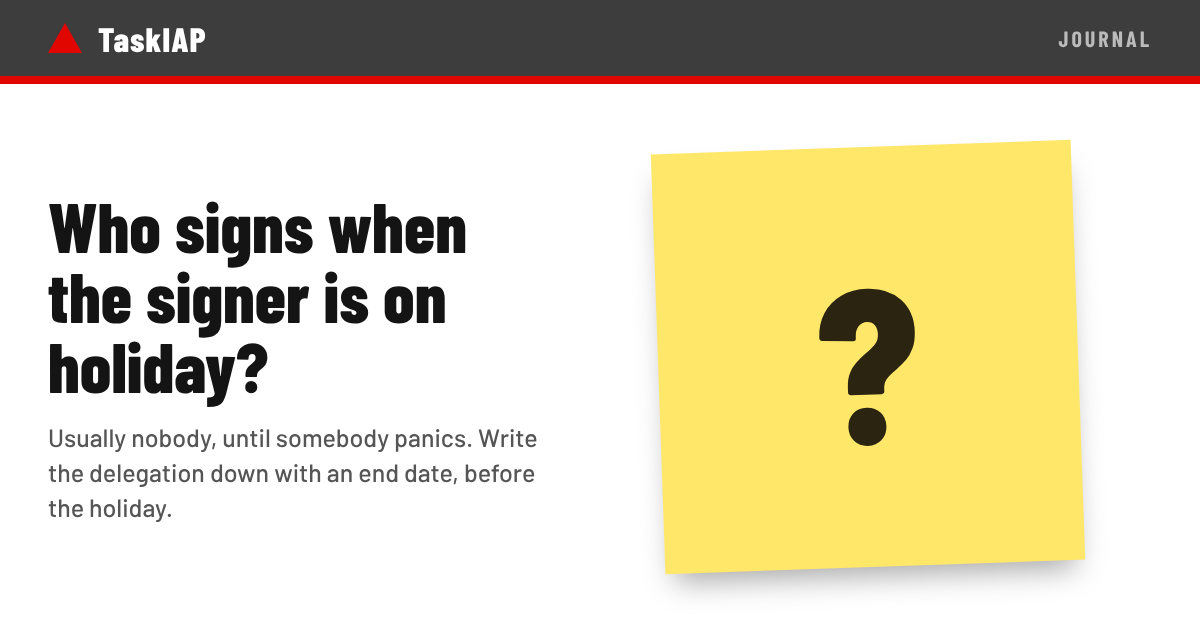 TaskIAP
JOURNAL
Who signs when
the signer is on
holiday?
Usually nobody, until somebody panics. Write
the delegation down with an end date, before
the holiday.
?